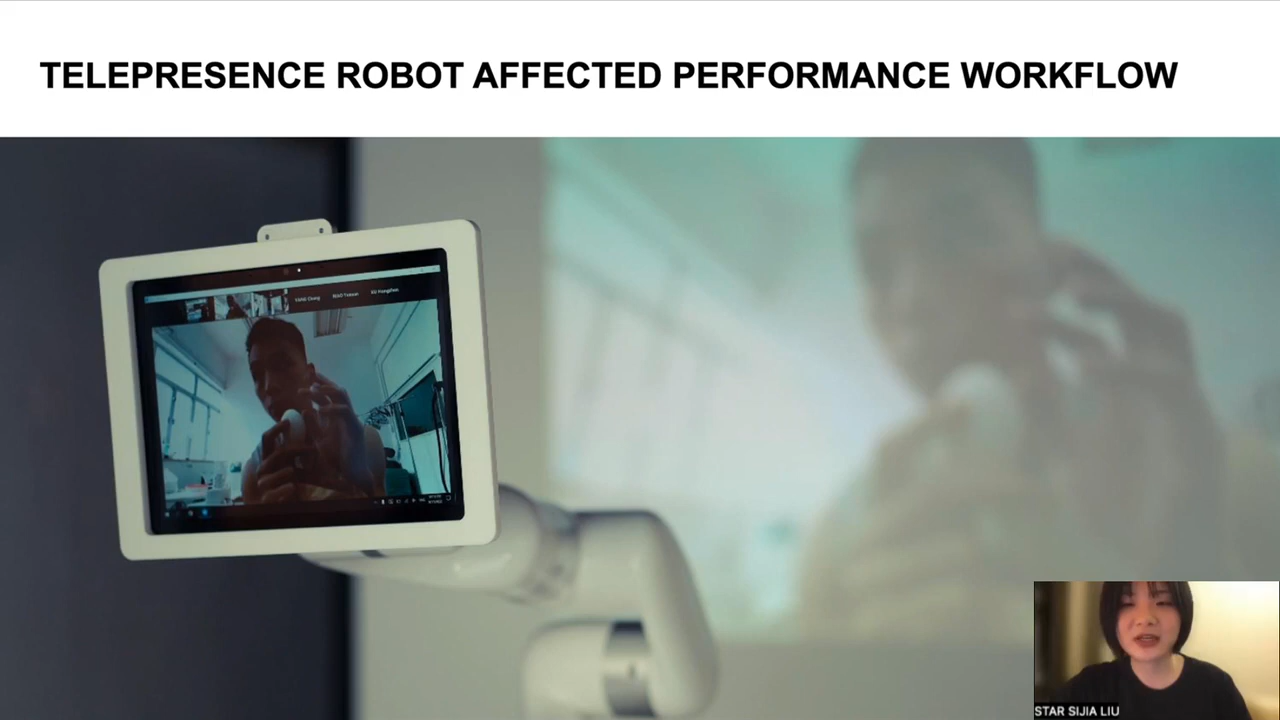 TELEPRESENCE ROBOT AFFECTED PERFORMANCE WORKFLOW
STAR SIJIA LIU